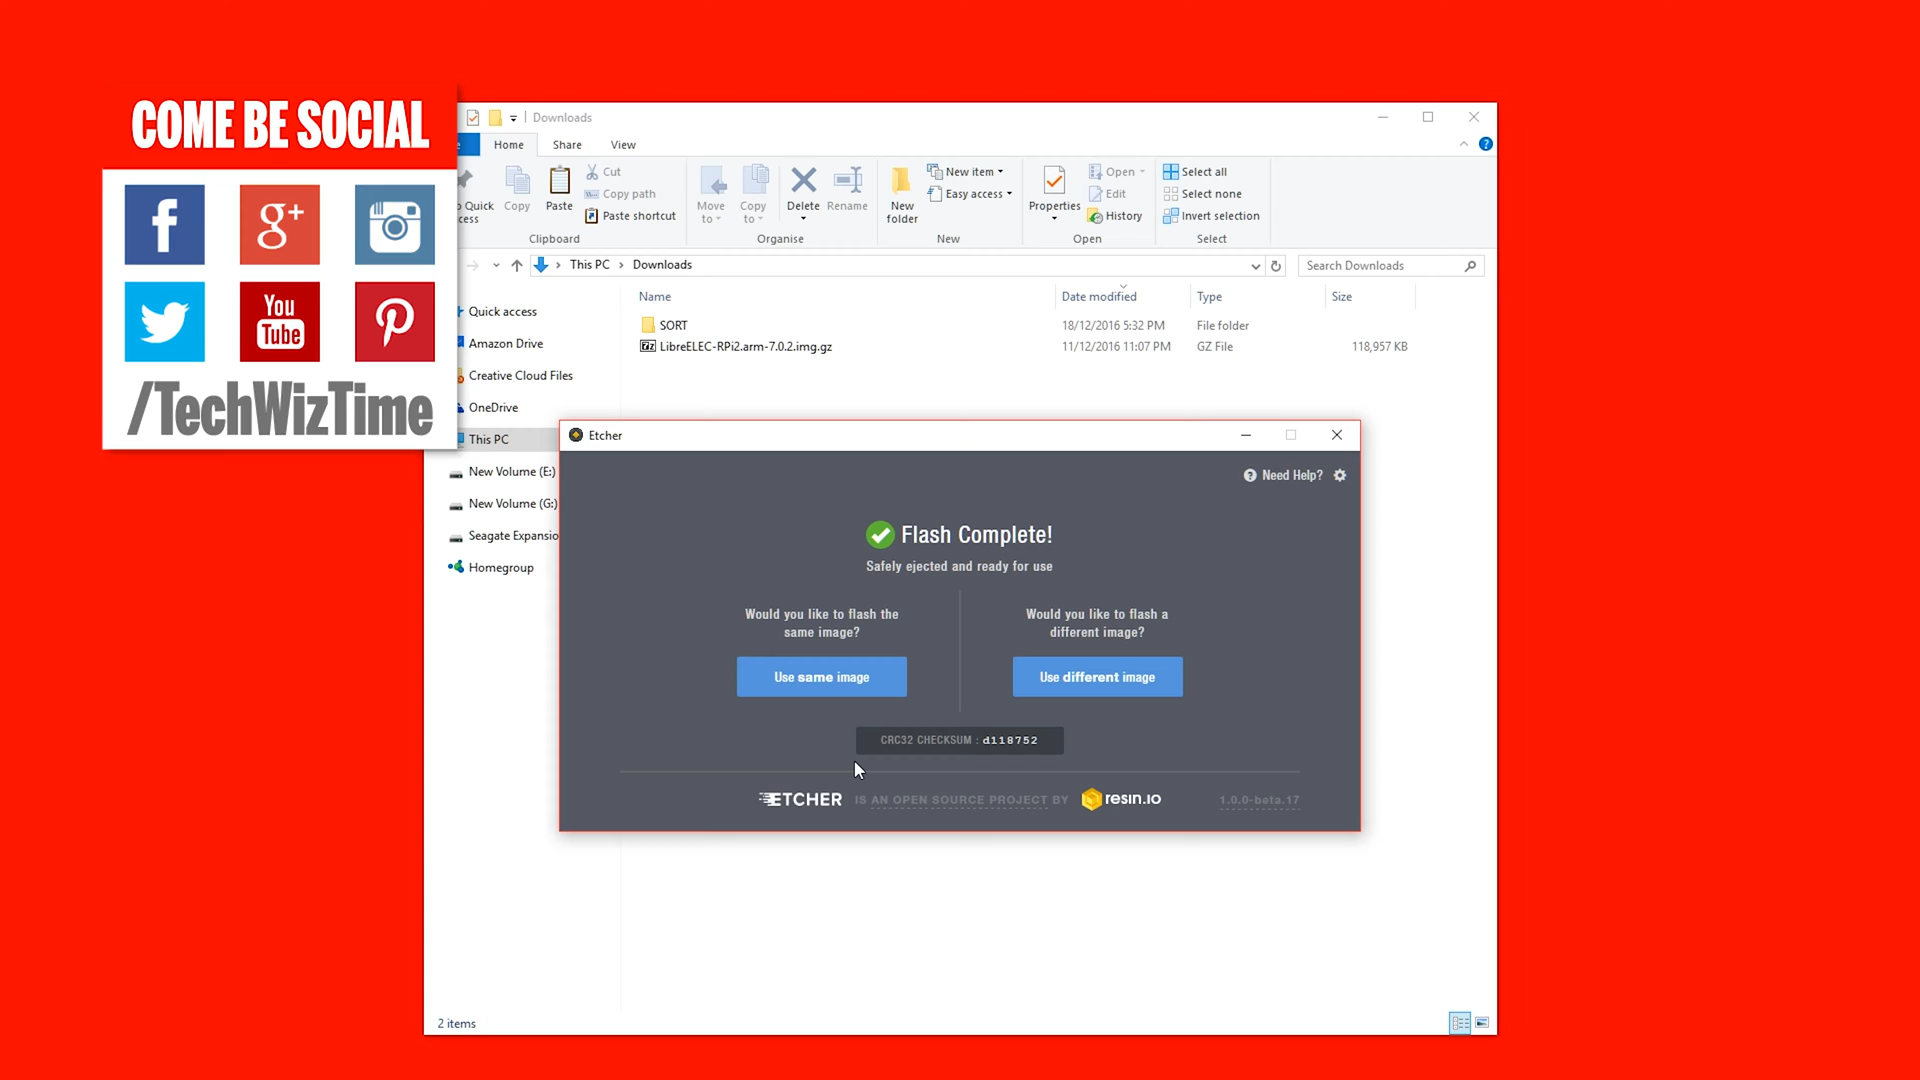 COME BE SOCIAL
f
g+
You
Tube
/TechWizTime
Downloads
Home
Share
View
Quick
Copy
Paste
Cut
Copy path
Paste shortcut
Clipboard
Move
to
Copy
to
Delete
Rename
Organise
New
folder
New item
Easy access
New
Properties
Open
Edit
History
Open
Select all
Select none
Invert selection
Select
This PC
Downloads
Search Downloads
Name
Date modified
Type
Size
SORT
18/12/2016 5:32 PM
File folder
LibreELEC-RPi2.arm-7.0.2.img.gz
11/12/2016 11:07 PM
GZ File
118,957 KB
Quick access
Amazon Drive
Creative Cloud Files
OneDrive
This PC
New Volume (E:)
New Volume (G:)
Seagate Expansio
Homegroup
2 items
Etcher
Need Help?
Flash Complete!
Safely ejected and ready for use
Would you like to flash the
same image?
Use same image
Would you like to flash a
different image?
Use different image
CRC32 CHECKSUM : d118752
ETCHER IS AN OPEN SOURCE PROJECT BY resin.io
1.0.0-beta.17